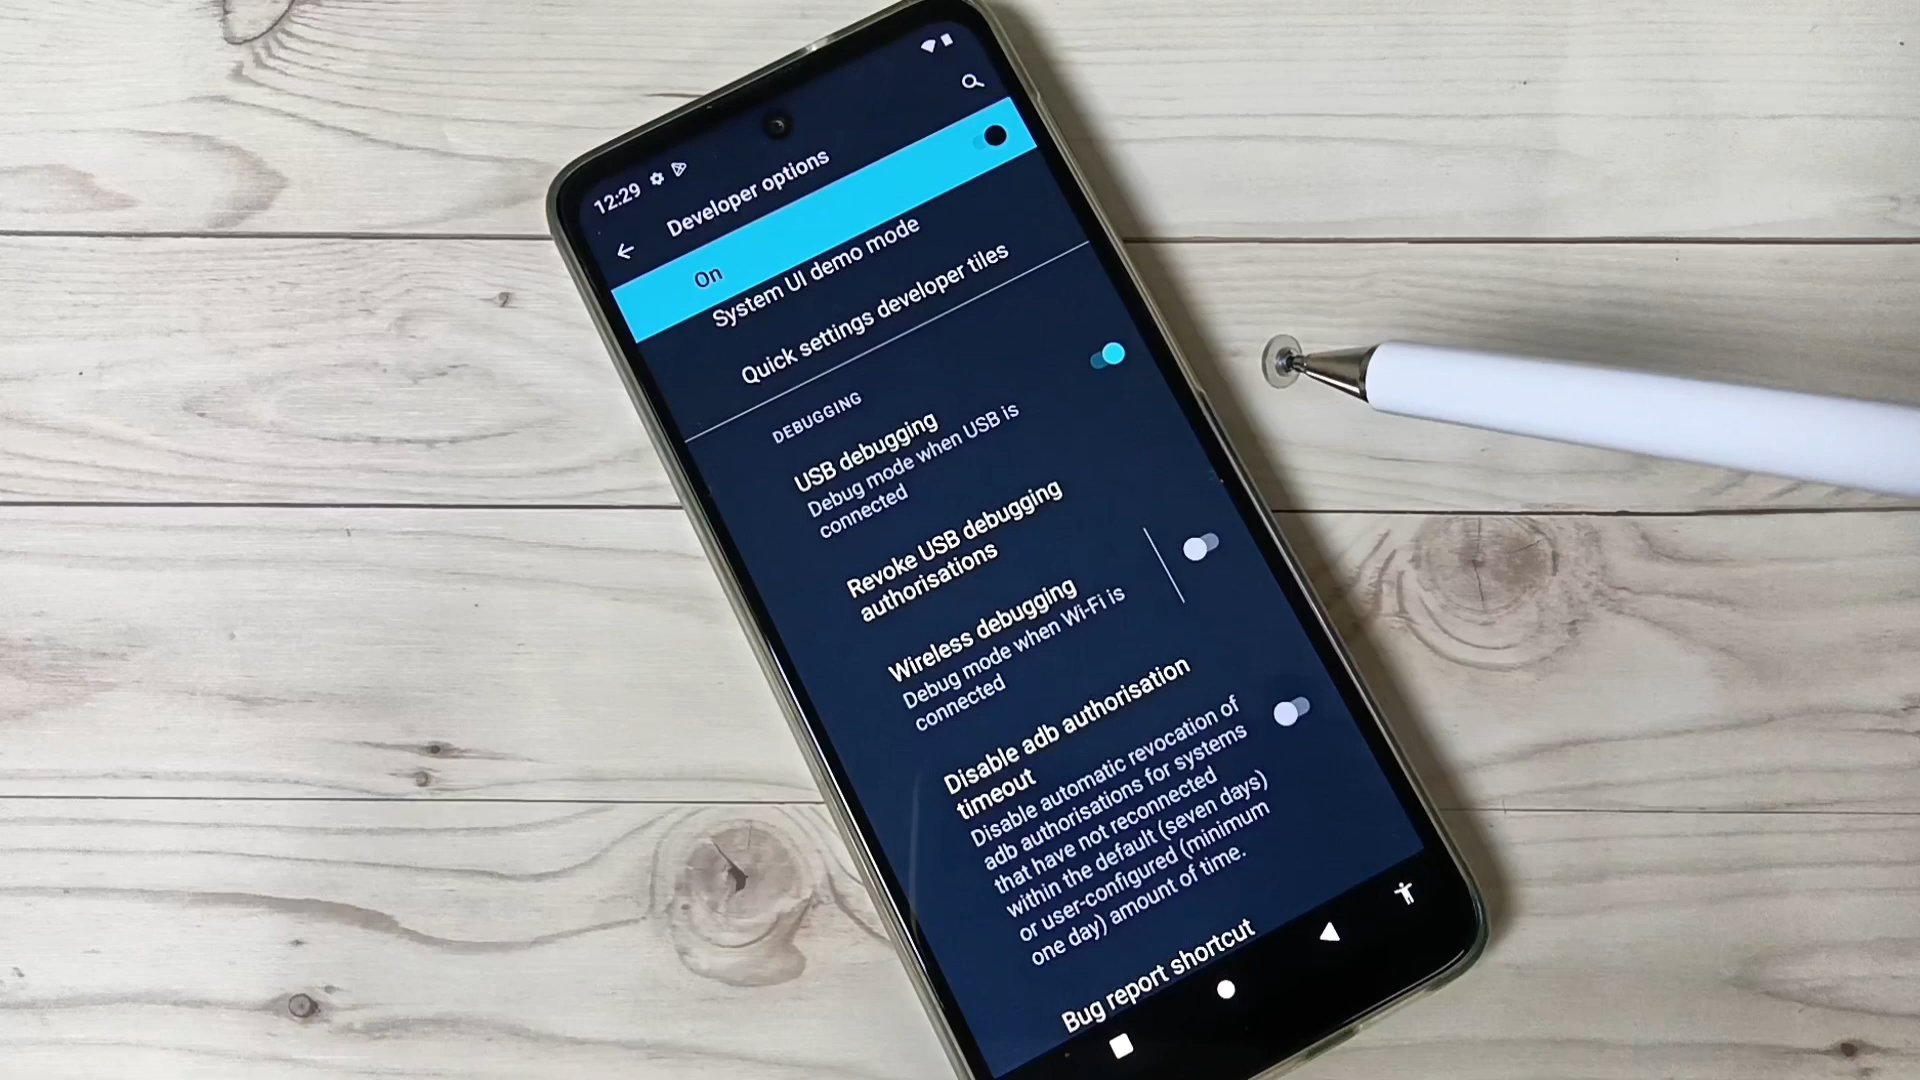 12:29
Developer options
On
System UI demo mode
Quick settings developer tiles
DEBUGGING
USB debugging
Debug mode when USB is
connected
Revoke USB debugging
authorisations
Wireless debugging
Debug mode when Wi-Fi is
connected
Disable adb authorisation
timeout
Disable automatic revocation of
adb authorisations for systems
that have not reconnected
within the default (seven days)
or user-configured (minimum
one day) amount of time.
Bug report shortcut